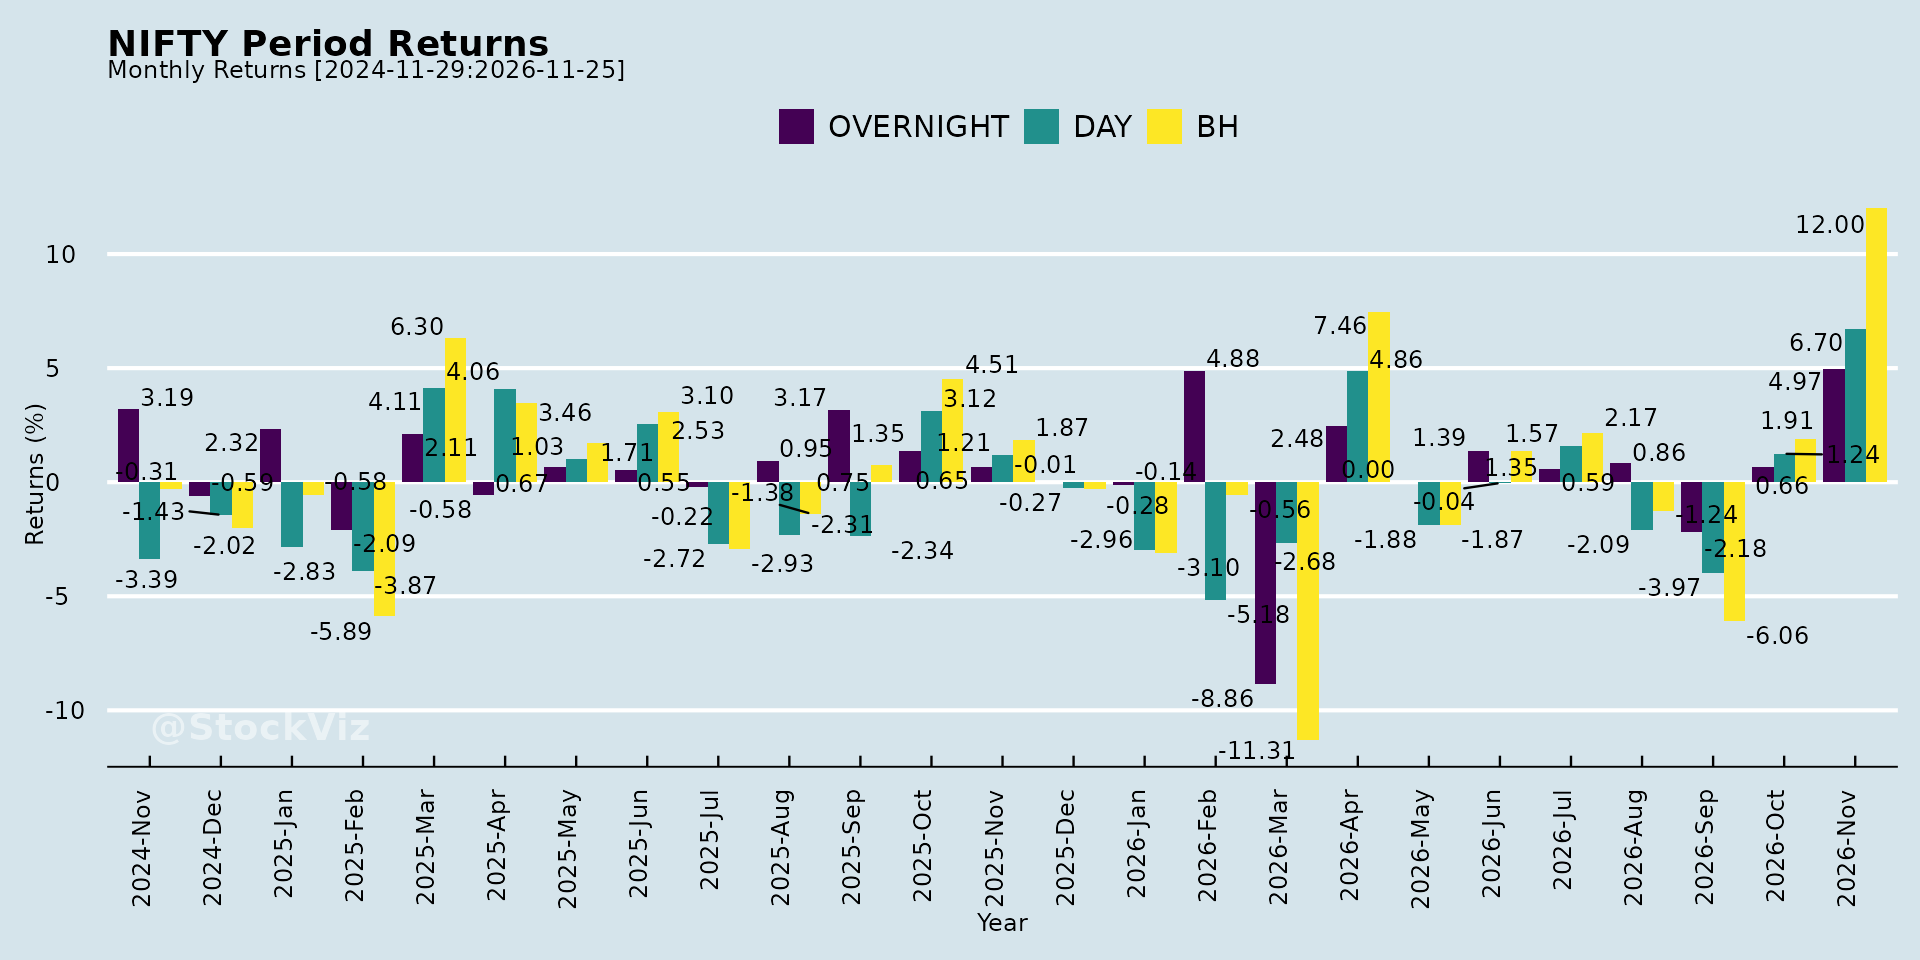 NIFTY Period Returns
Monthly Returns [2024-11-29:2026-11-25]
OVERNIGHT DAY BH
Returns (%)
10
5
0
-5
-10
3.19
-0.31
-3.39
-1.43
-0.59
-2.02
2.32
-0.58
-2.83
-2.09
-3.87
-5.89
2.11
4.11
6.30
-0.58
4.06
3.46
0.67
1.03
1.71
0.55
2.53
3.10
-0.22
-2.72
-2.93
0.95
-2.31
-1.38
3.17
-2.34
0.75
1.35
3.12
4.51
0.65
1.21
1.87
-0.01
-0.27
-0.28
-0.14
-2.96
-3.10
4.88
-5.18
-0.56
-8.86
-2.68
-11.31
2.48
4.86
7.46
0.00
-1.88
-1.87
1.39
-0.04
1.35
0.59
1.57
2.17
0.86
-2.09
-1.24
-2.18
-3.97
-6.06
0.66
1.24
1.91
4.97
6.70
12.00
@StockViz
2024-Nov
2024-Dec
2025-Jan
2025-Feb
2025-Mar
2025-Apr
2025-May
2025-Jun
2025-Jul
2025-Aug
2025-Sep
2025-Oct
2025-Nov
2025-Dec
2026-Jan
2026-Feb
2026-Mar
2026-Apr
2026-May
2026-Jun
2026-Jul
2026-Aug
2026-Sep
2026-Oct
2026-Nov
Year